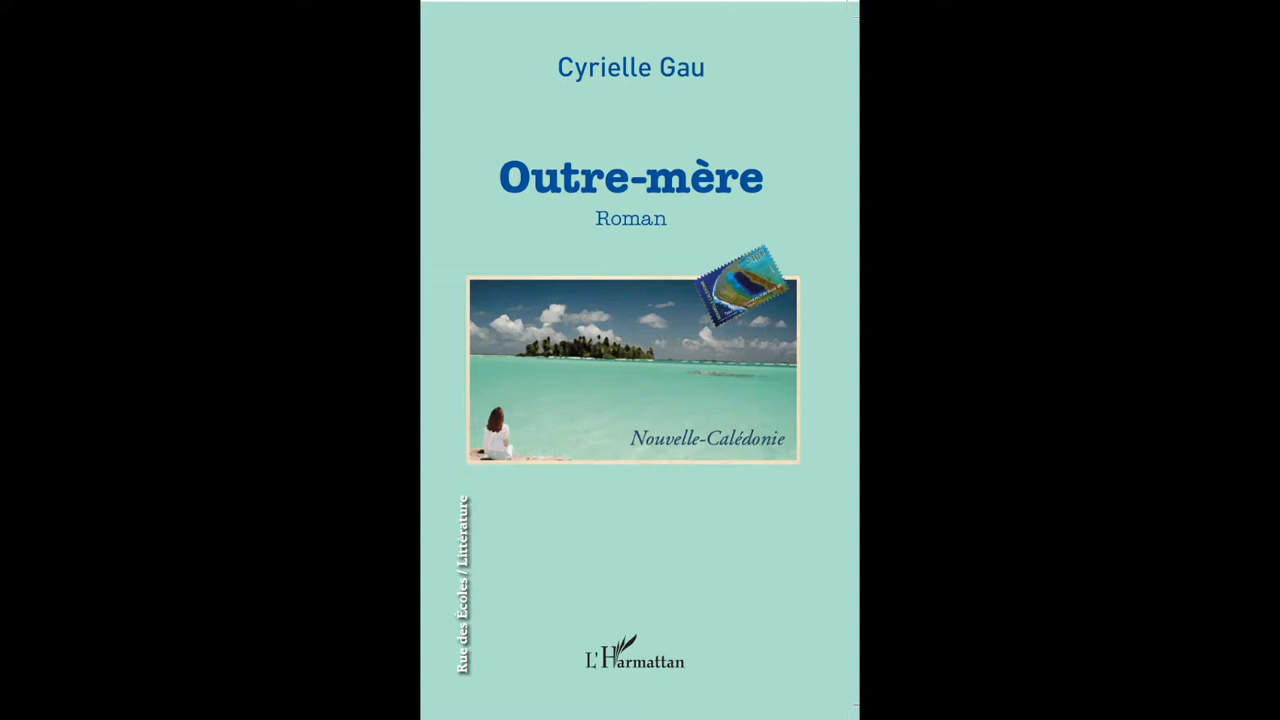 Cyrielle Gau
Outre-mère
Roman
Nouvelle-Calédonie
Rue des Écoles / Littérature
L'Harmattan